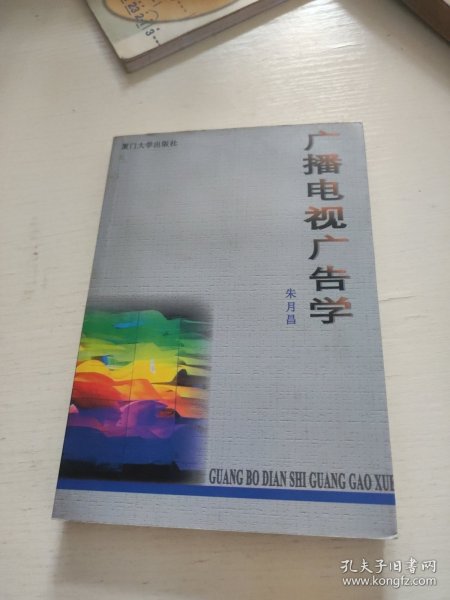 厦门大学出版社
广播电视广告学
朱月昌
GUANG BO DIAN SHI GUANG GAO XUE
孔夫子旧书网
www.kongfz.com